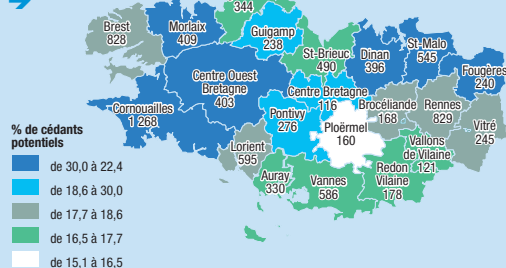 344
Brest
828
Morlaix
409
Guigamp
238
St-Brieuc
490
Dinan
396
St-Malo
545
Fougères
240
Centre Ouest
Bretagne
403
Centre Bretagne
116
Cornouailles
1 268
Pontivy
276
Ploërmel
160
Brocéliande
168
Rennes
829
Vitré
245
Lorient
595
Auray
330
Vannes
586
Redon
Vilaine
178
Vallons
de Vilaine
121
% de cédants
potentiels
de 30,0 à 22,4
de 18,6 à 30,0
de 17,7 à 18,6
de 16,5 à 17,7
de 15,1 à 16,5